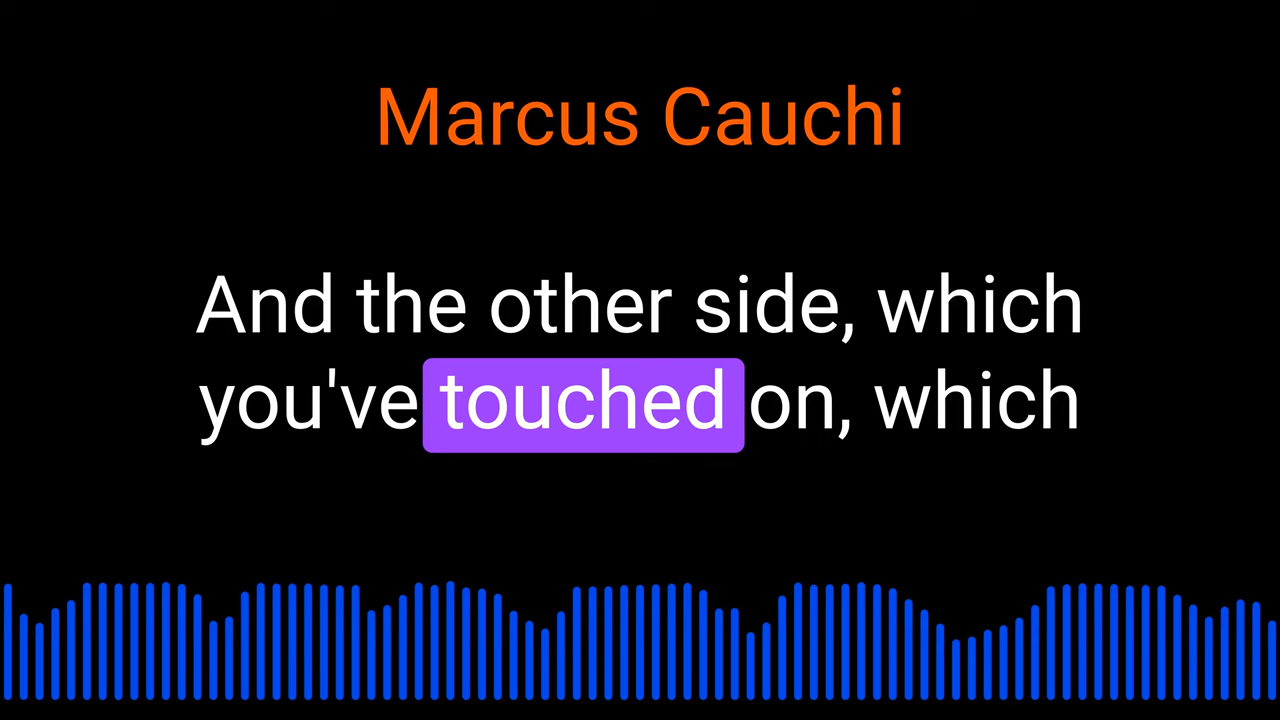 Marcus Cauchi
And the other side, which
you've touched on, which